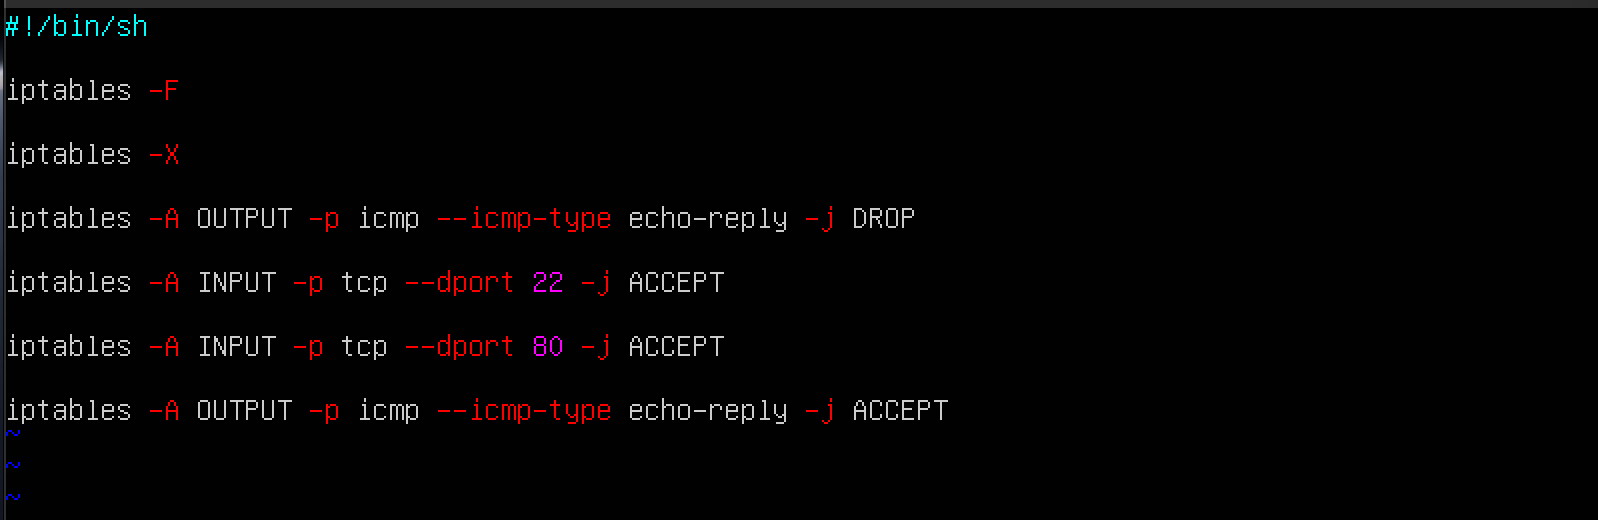 #!/bin/sh
iptables -F
iptables -X
iptables -A OUTPUT -p icmp --icmp-type echo-reply -j DROP
iptables -A INPUT -p tcp --dport 22 -j ACCEPT
iptables -A INPUT -p tcp --dport 80 -j ACCEPT
iptables -A OUTPUT -p icmp --icmp-type echo-reply -j ACCEPT
~
~
~